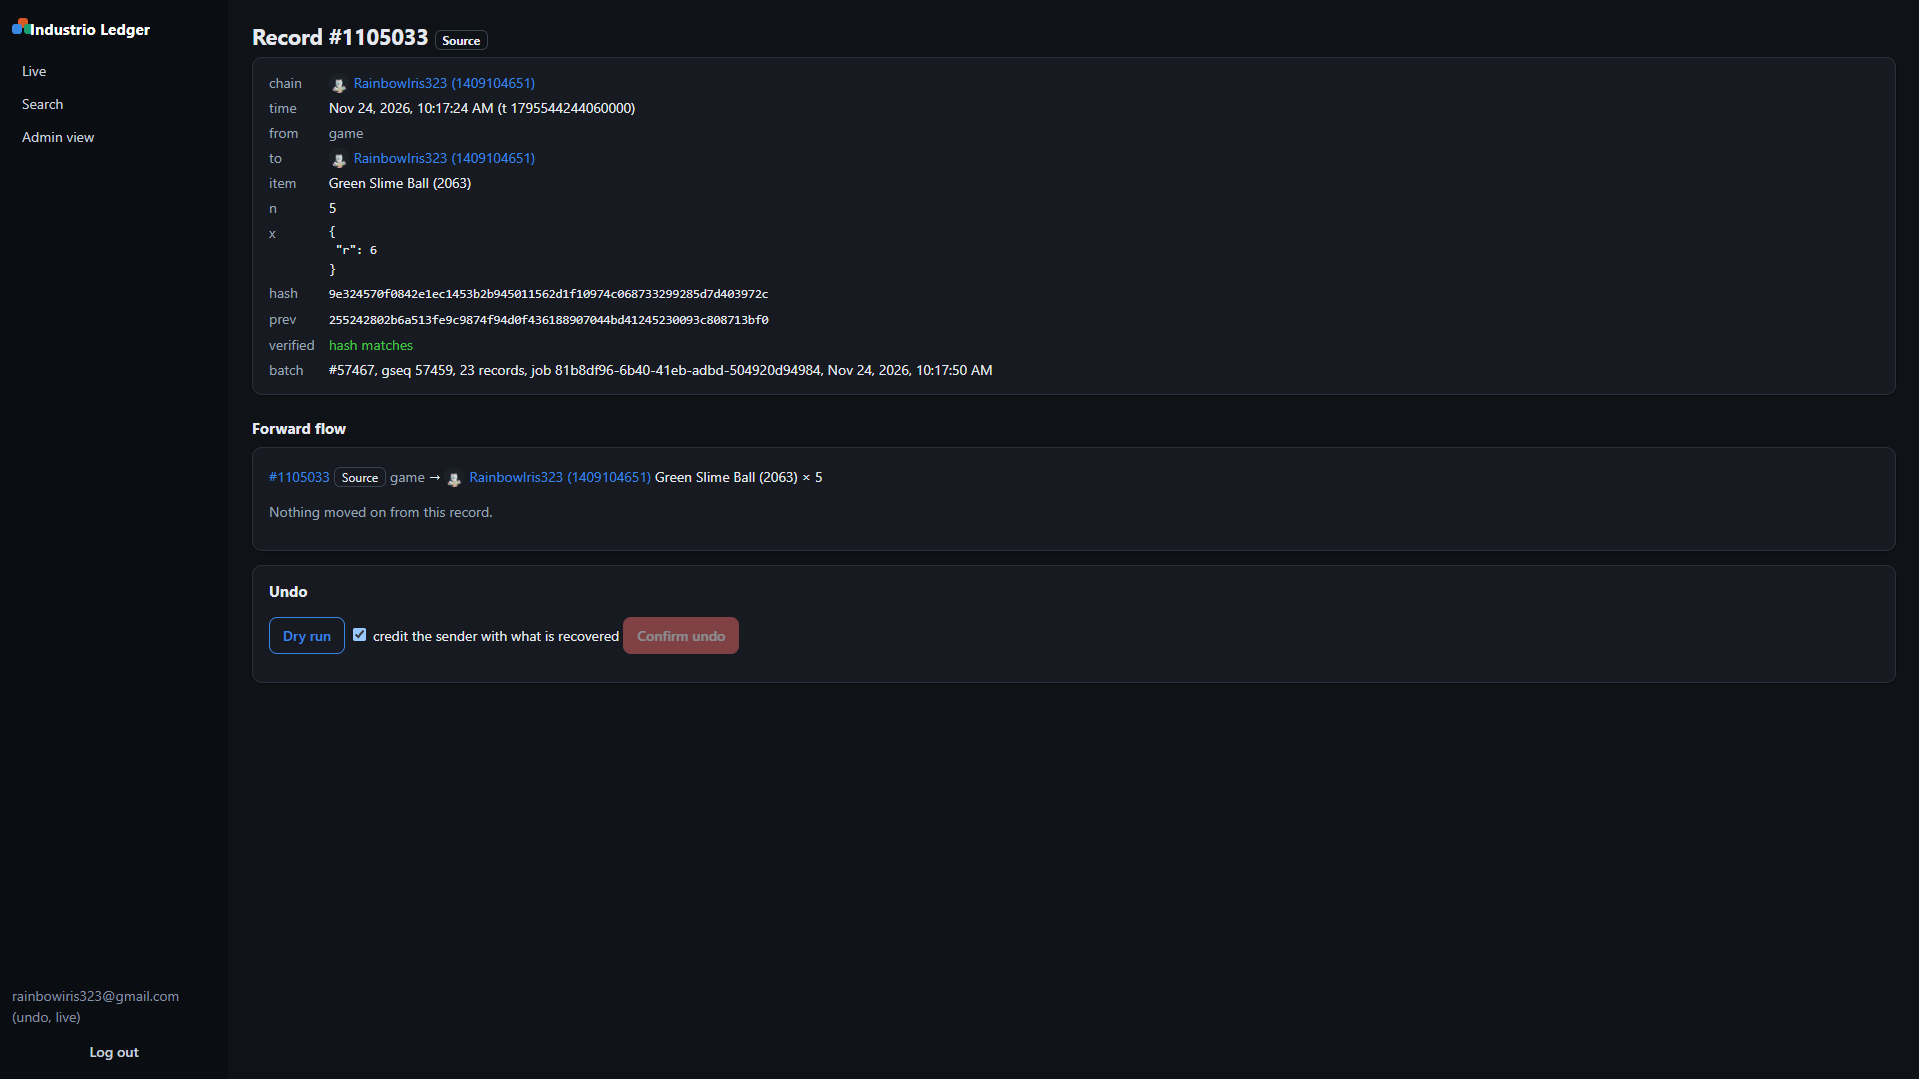 Industrio Ledger
Live
Search
Admin view
rainbowiris323@gmail.com
(undo, live)
Log out
Record #1105033 Source
chain RainbowIris323 (1409104651)
time Nov 24, 2026, 10:17:24 AM (t 1795544244060000)
from game
to RainbowIris323 (1409104651)
item Green Slime Ball (2063)
n 5
x {
"r": 6
}
hash 9e324570f0842e1ec1453b2b945011562d1f10974c068733299285d7d403972c
prev 255242802b6a513fe9c9874f94d0f436188907044bd41245230093c808713bf0
verified hash matches
batch #57467, gseq 57459, 23 records, job 81b8df96-6b40-41eb-adbd-504920d94984, Nov 24, 2026, 10:17:50 AM
Forward flow
#1105033 Source game → RainbowIris323 (1409104651) Green Slime Ball (2063) × 5
Nothing moved on from this record.
Undo
Dry run credit the sender with what is recovered Confirm undo